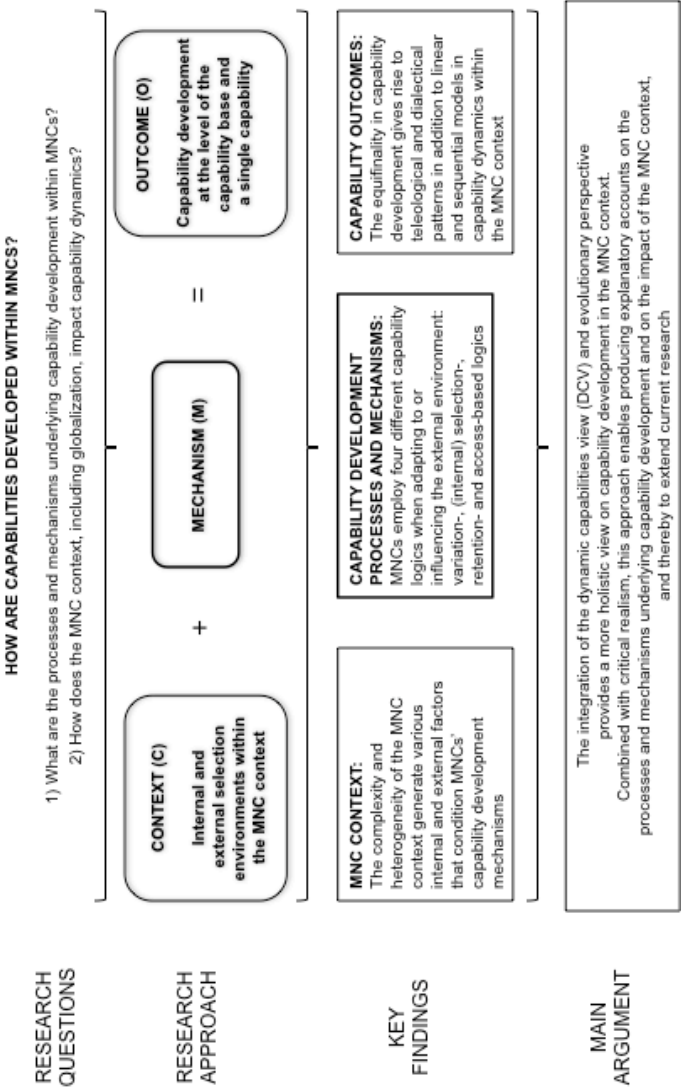 HOW ARE CAPABILITIES DEVELOPED WITHIN MNCS?
RESEARCH
QUESTIONS
1) What are the processes and mechanisms underlying capability development within MNCs?
2) How does the MNC context, including globalization, impact capability dynamics?
RESEARCH
APPROACH
CONTEXT (C)
Internal and
external selection
environments within
the MNC context
+
MECHANISM (M)
=
OUTCOME (O)
Capability development
at the level of the
capability base and
a single capability
KEY
FINDINGS
MNC CONTEXT:
The complexity and
heterogeneity of the MNC
context generate various
internal and external factors
that condition MNCs'
capability development
mechanisms
CAPABILITY DEVELOPMENT
PROCESSES AND MECHANISMS:
MNCs employ four different capability
logics when adapting to or
influencing the external environment:
variation-, (internal) selection-,
retention- and access-based logics
CAPABILITY OUTCOMES:
The equifinality in capability
development gives rise to
teleological and dialectical
patterns in addition to linear
and sequential models in
capability dynamics within
the MNC context
MAIN
ARGUMENT
The integration of the dynamic capabilities view (DCV) and evolutionary perspective
provides a more holistic view on capability development in the MNC context.
Combined with critical realism, this approach enables producing explanatory accounts on the
processes and mechanisms underlying capability development and on the impact of the MNC context,
and thereby to extend current research